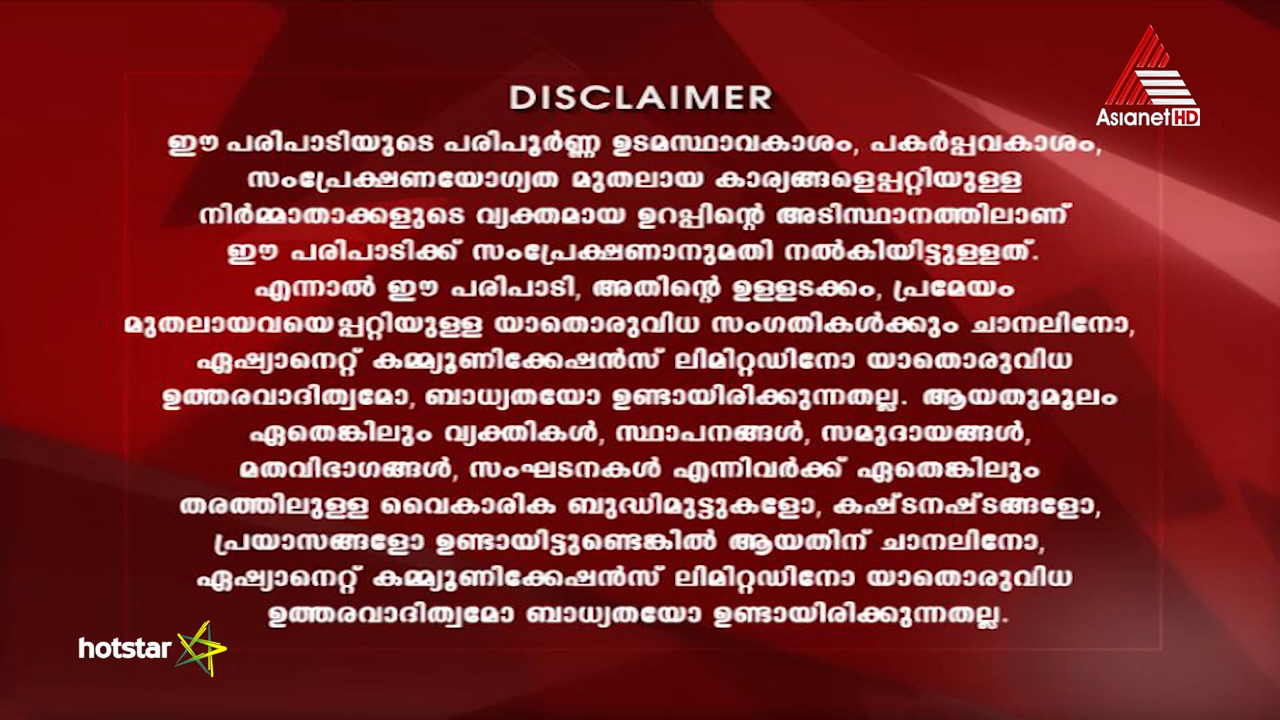 DISCLAIMER
Asianet HD
ഈ പരിപാടിയുടെ പരിപൂർണ്ണ ഉടമസ്ഥാവകാശം, പകർപ്പവകാശം,
സംപ്രേക്ഷണയോഗ്യത മുതലായ കാര്യങ്ങളെപ്പറ്റിയുള്ള
നിർമ്മാതാക്കളുടെ വ്യക്തമായ ഉറപ്പിന്റെ അടിസ്ഥാനത്തിലാണ്
ഈ പരിപാടിക്ക് സംപ്രേക്ഷണാനുമതി നൽകിയിട്ടുള്ളത്.
എന്നാൽ ഈ പരിപാടി, അതിന്റെ ഉള്ളടക്കം, പ്രമേയം
മുതലായവയെപ്പറ്റിയുള്ള യാതൊരുവിധ സംഗതികൾക്കും ചാനലിനോ,
ഏഷ്യാനെറ്റ് കമ്മ്യൂണിക്കേഷൻസ് ലിമിറ്റഡിനോ യാതൊരുവിധ
ഉത്തരവാദിത്വമോ, ബാധ്യതയോ ഉണ്ടായിരിക്കുന്നതല്ല. ആയതുമൂലം
ഏതെങ്കിലും വ്യക്തികൾ, സ്ഥാപനങ്ങൾ, സമുദായങ്ങൾ,
മതവിഭാഗങ്ങൾ, സംഘടനകൾ എന്നിവർക്ക് ഏതെങ്കിലും
തരത്തിലുള്ള വൈകാരിക ബുദ്ധിമുട്ടുകളോ, കഷ്ടനഷ്ടങ്ങളോ,
പ്രയാസങ്ങളോ ഉണ്ടായിട്ടുണ്ടെങ്കിൽ ആയതിന് ചാനലിനോ,
ഏഷ്യാനെറ്റ് കമ്മ്യൂണിക്കേഷൻസ് ലിമിറ്റഡിനോ യാതൊരുവിധ
ഉത്തരവാദിത്വമോ ബാധ്യതയോ ഉണ്ടായിരിക്കുന്നതല്ല.
hotstar